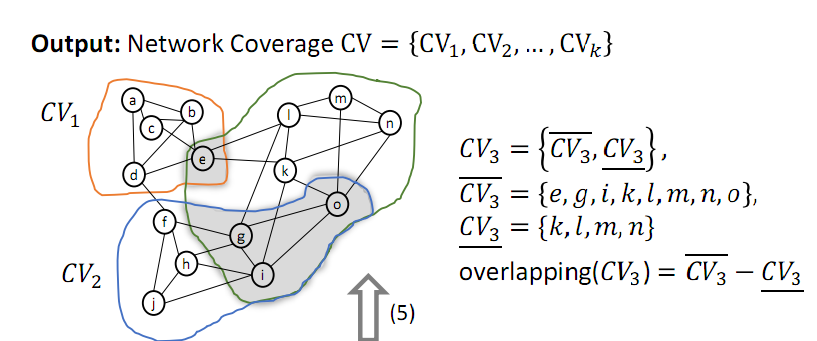 Output: Network Coverage CV = {CV₁, CV₂, ... , CVₖ}
CV₁
a
b
c
d
e
l
m
n
k
o
CV₃ = {C̅V̅₃̅, C̲V̲₃̲},
C̅V̅₃̅ = {e, g, i, k, l, m, n, o},
C̲V̲₃̲ = {k, l, m, n}
overlapping(CV₃) = C̅V̅₃̅ − C̲V̲₃̲
f
g
h
i
j
CV₂
(5)